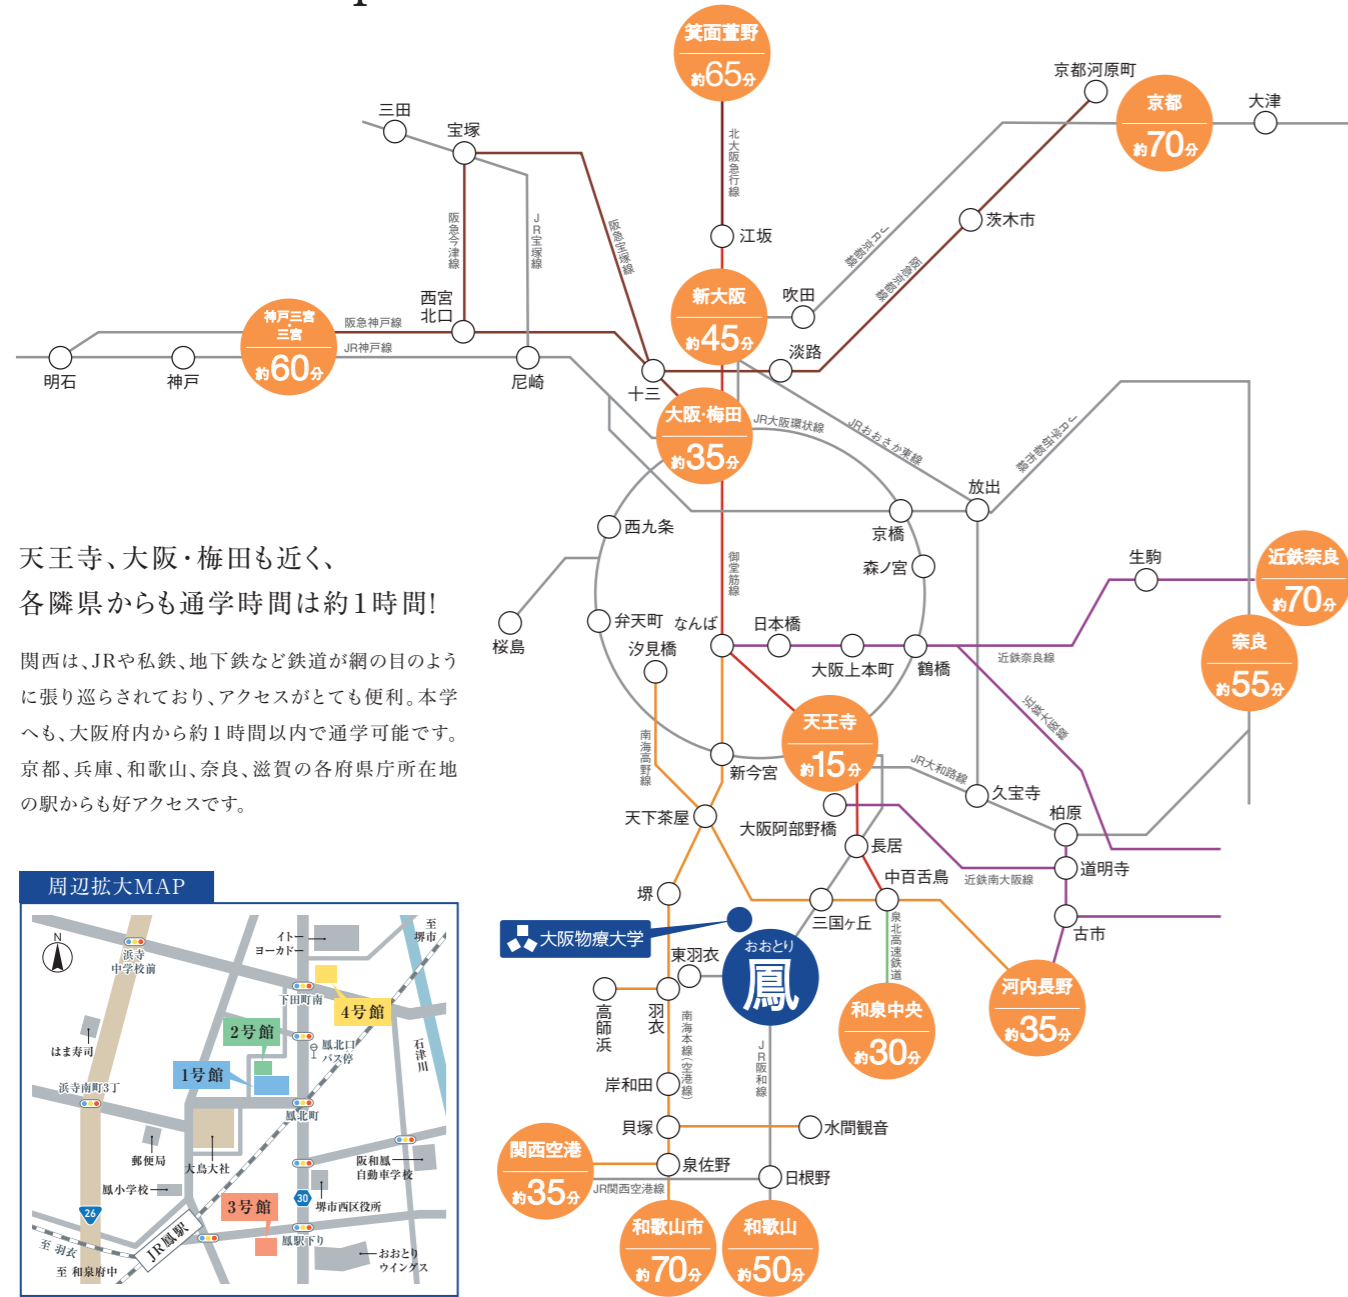 箕面萱野
約65分
京都河原町
京都
約70分
大津
三田
宝塚
北大阪急行線
阪急今津線
JR宝塚線
阪急宝塚線
江坂
茨木市
JR京都線
阪急京都線
新大阪
約45分
吹田
西宮
北口
神戸三宮
・
三宮
約60分
阪急神戸線
JR神戸線
明石
神戸
尼崎
十三
淡路
大阪・梅田
約35分
JR大阪環状線
JRおおさか東線
JR学研都市線
放出
京橋
西九条
森ノ宮
御堂筋線
生駒
近鉄奈良
約70分
天王寺、大阪・梅田も近く、
各隣県からも通学時間は約1時間!
関西は、JRや私鉄、地下鉄など鉄道が網の目のよう
に張り巡らされており、アクセスがとても便利。本学
へも、大阪府内から約1時間以内で通学可能です。
京都、兵庫、和歌山、奈良、滋賀の各府県庁所在地
の駅からも好アクセスです。
桜島
弁天町
なんば
日本橋
汐見橋
大阪上本町
鶴橋
近鉄奈良線
奈良
約55分
近鉄大阪線
天王寺
約15分
南海高野線
新今宮
JR大和路線
久宝寺
天下茶屋
大阪阿部野橋
柏原
長居
道明寺
近鉄南大阪線
堺
中百舌鳥
三国ヶ丘
古市
泉北高速鉄道
大阪物療大学
東羽衣
おおとり
鳳
高師浜
羽衣
南海本線(空港線)
JR阪和線
和泉中央
約30分
河内長野
約35分
岸和田
貝塚
水間観音
関西空港
約35分
泉佐野
JR関西空港線
日根野
和歌山市
約70分
和歌山
約50分
周辺拡大MAP
N
浜寺
中学校前
イトー
ヨーカドー
至
堺市
下田町南
4号館
はま寿司
2号館
鳳北口
バス停
石津川
1号館
浜寺南町3丁
鳳北町
郵便局
大鳥大社
阪和鳳
自動車学校
鳳小学校
26
3号館
30
堺市西区役所
至 羽衣
JR鳳駅
鳳駅下り
至 和泉府中
おおとり
ウイングス